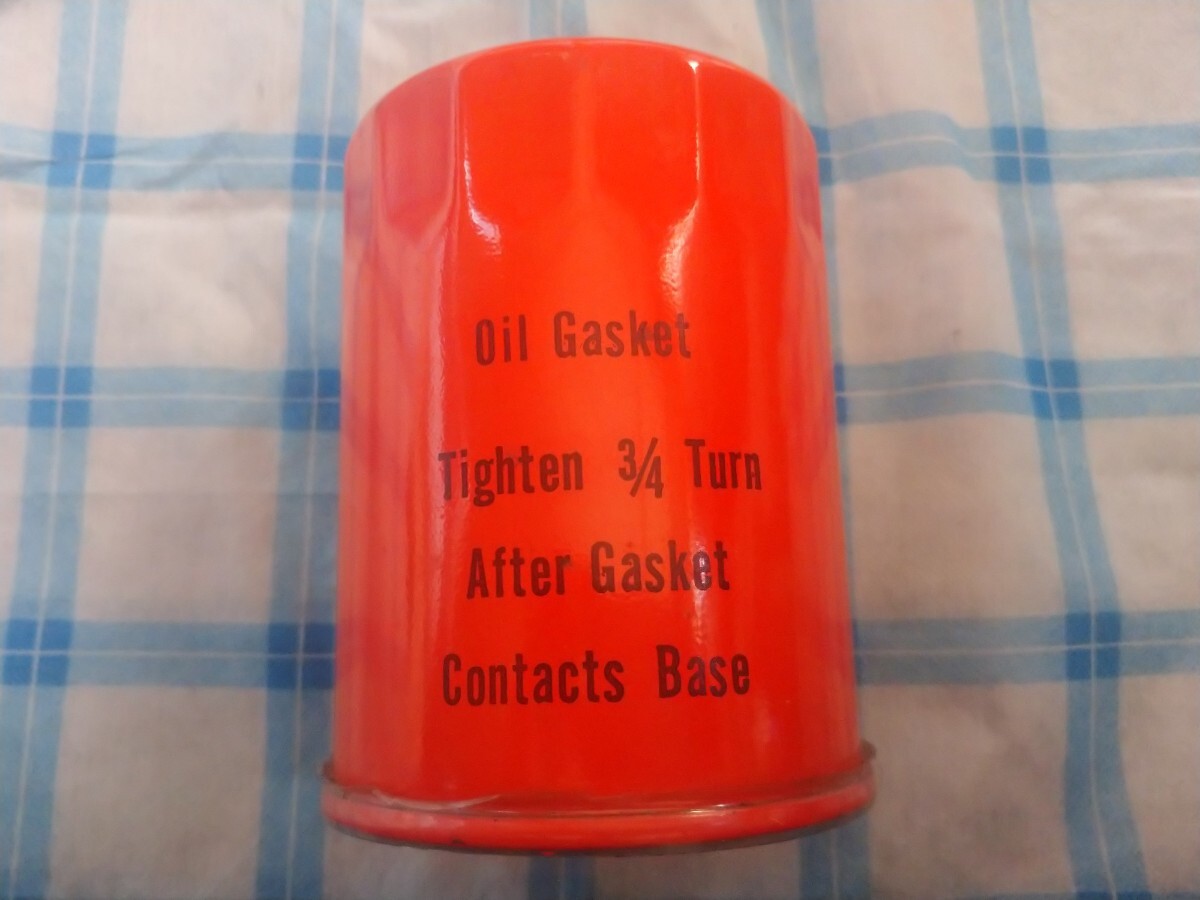 Oil Gasket
Tighten ¾ Turn
After Gasket
Contacts Base